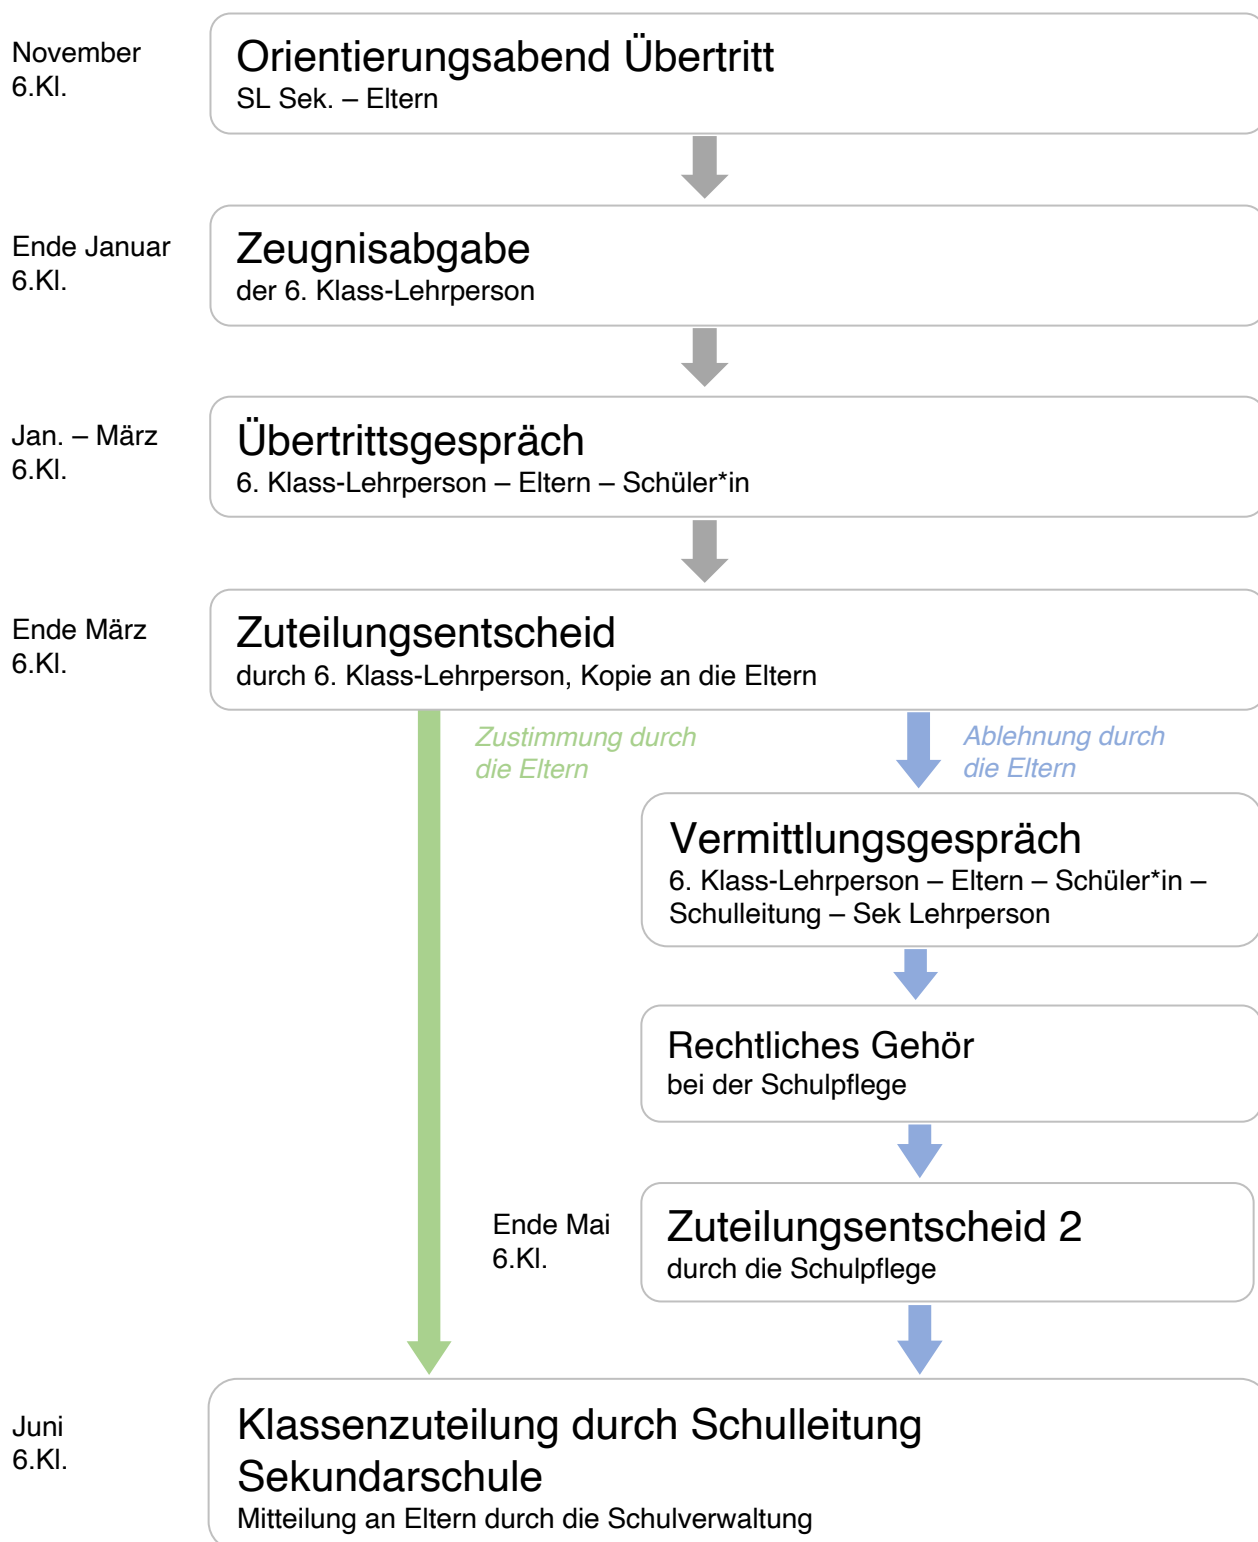 November
6.Kl.
Orientierungsabend Übertritt
SL Sek. – Eltern
Ende Januar
6.Kl.
Zeugnisabgabe
der 6. Klass-Lehrperson
Jan. – März
6.Kl.
Übertrittsgespräch
6. Klass-Lehrperson – Eltern – Schüler*in
Ende März
6.Kl.
Zuteilungsentscheid
durch 6. Klass-Lehrperson, Kopie an die Eltern
Zustimmung durch
die Eltern
Ablehnung durch
die Eltern
Vermittlungsgespräch
6. Klass-Lehrperson – Eltern – Schüler*in –
Schulleitung – Sek Lehrperson
Rechtliches Gehör
bei der Schulpflege
Ende Mai
6.Kl.
Zuteilungsentscheid 2
durch die Schulpflege
Juni
6.Kl.
Klassenzuteilung durch Schulleitung
Sekundarschule
Mitteilung an Eltern durch die Schulverwaltung